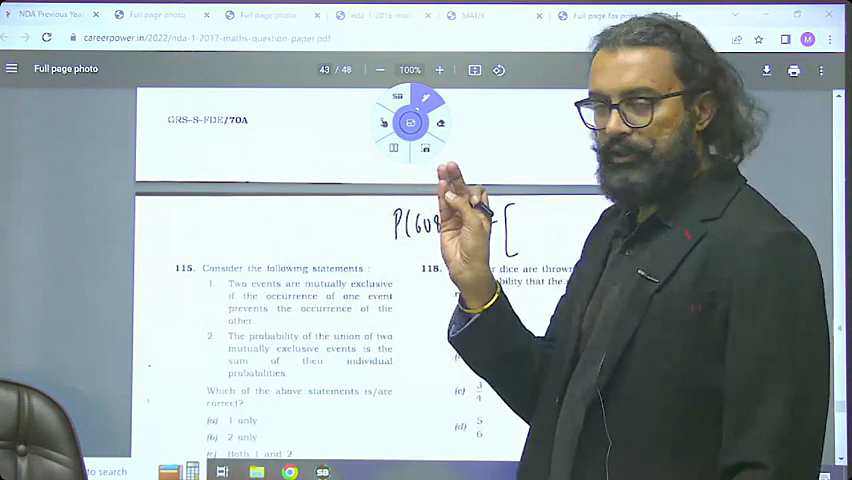 NDA Previous Year
Full page photo
Full page photo
nda-1-2016-mat
MATH
Full page fax print
careerpower.in/2022/nda-1-2017-maths-question-paper.pdf
M
Full page photo
43 / 48
100%
GRS-S-FDE/70A
SB
P(6
115. Consider the following statements :
1. Two events are mutually exclusive
if the occurrence of one event
prevents the occurrence of the
other.
2 The probability of the union of two
mutually exclusive events is the
sum of their individual
probabilities.
Which of the above statements is/are
correct?
(a) 1 only
(b) 2 only
(c) Both 1 and 2
118.
dice are thrown
that the
(c) 3/4
(d) 5/6
to search
SB